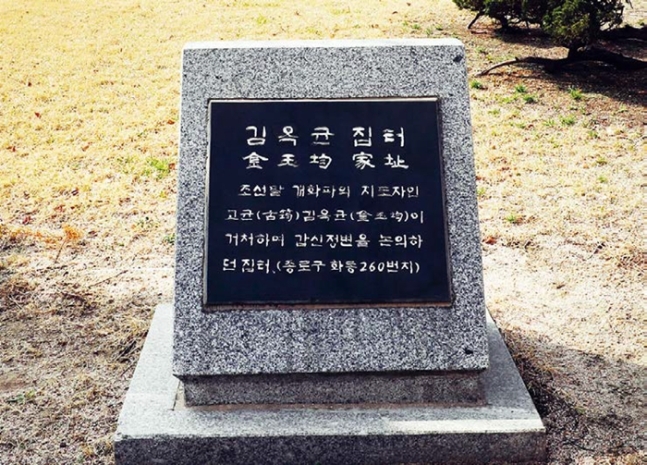 김옥균 집터
金玉均 家址
조선말 개화파의 지도자인
고균(古筠)김옥균(金玉均)이
거처하며 갑신정변을 논의하
던 집터.(종로구 화동260번지)